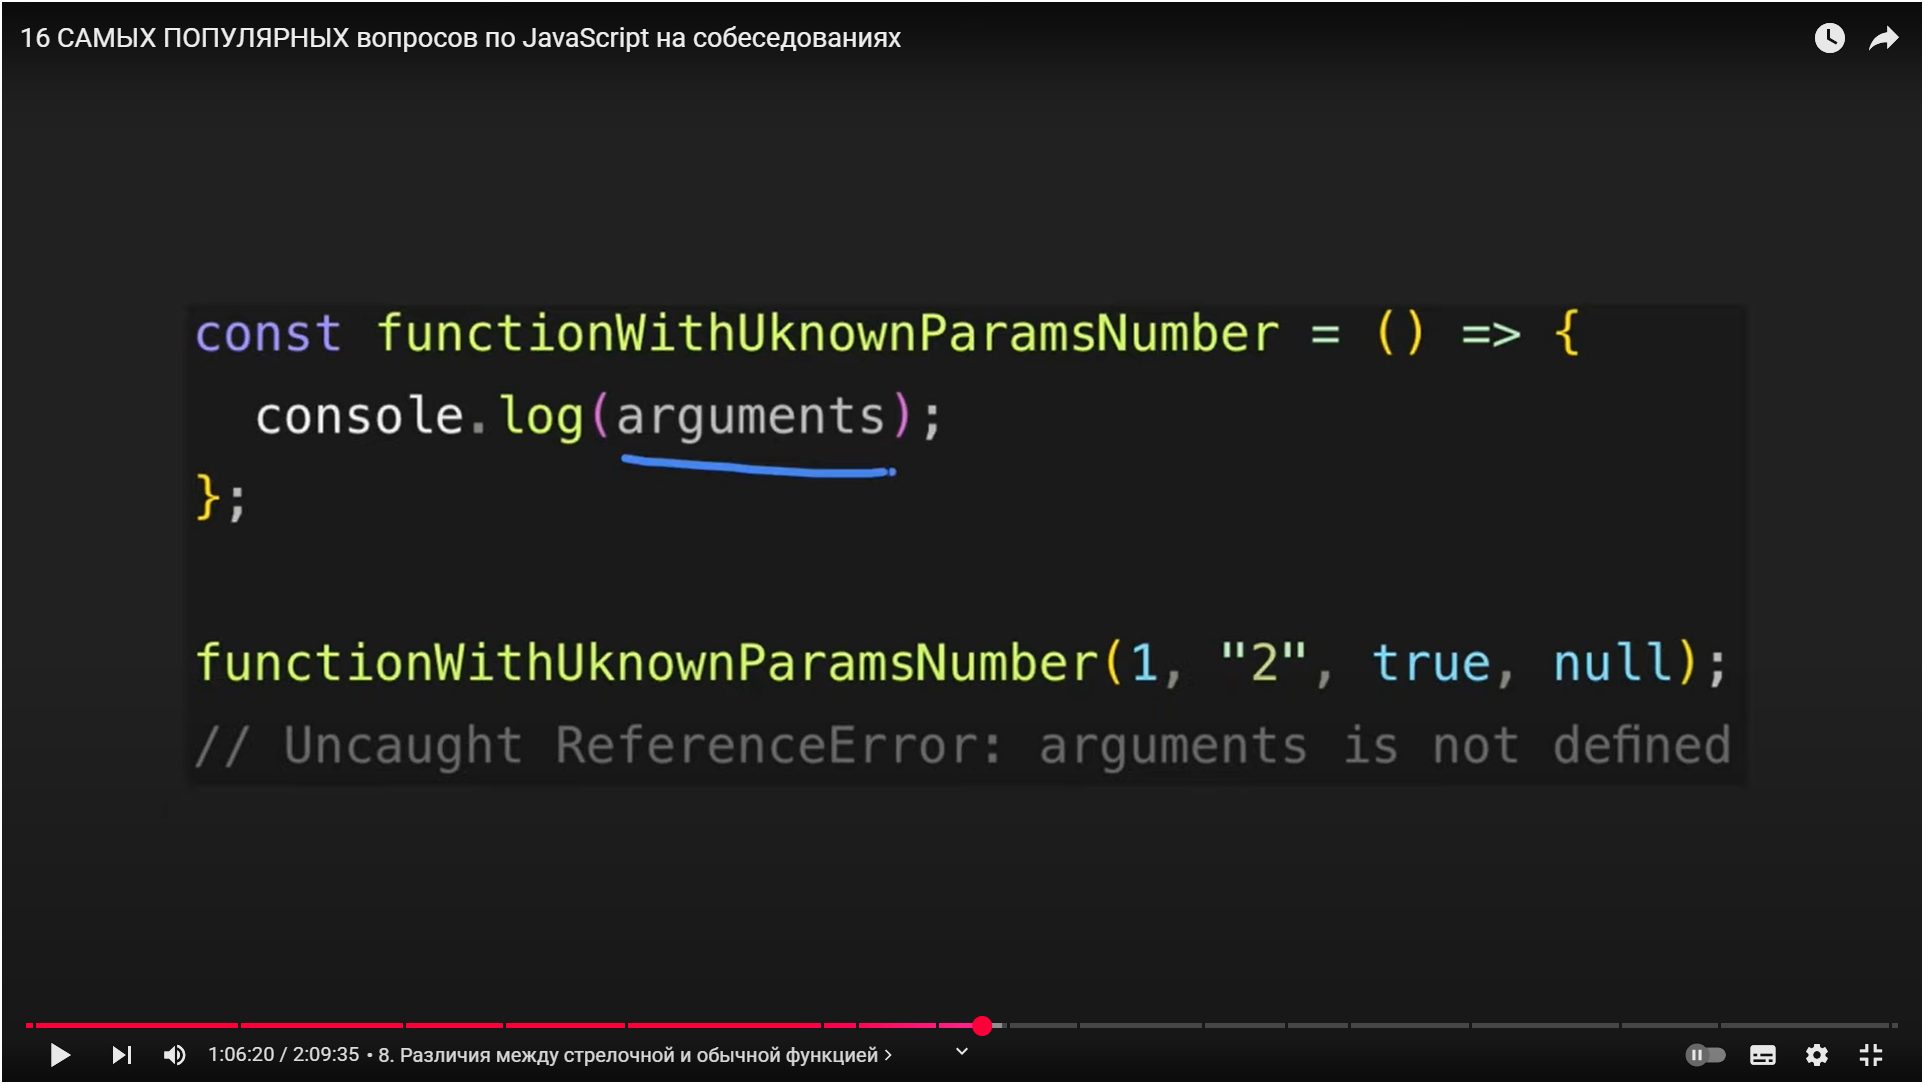 16 САМЫХ ПОПУЛЯРНЫХ вопросов по JavaScript на собеседованиях
const functionWithUknownParamsNumber = () => {
  console.log(arguments);
};
functionWithUknownParamsNumber(1, "2", true, null);
// Uncaught ReferenceError: arguments is not defined
1:06:20 / 2:09:35 • 8. Различия между стрелочной и обычной функцией